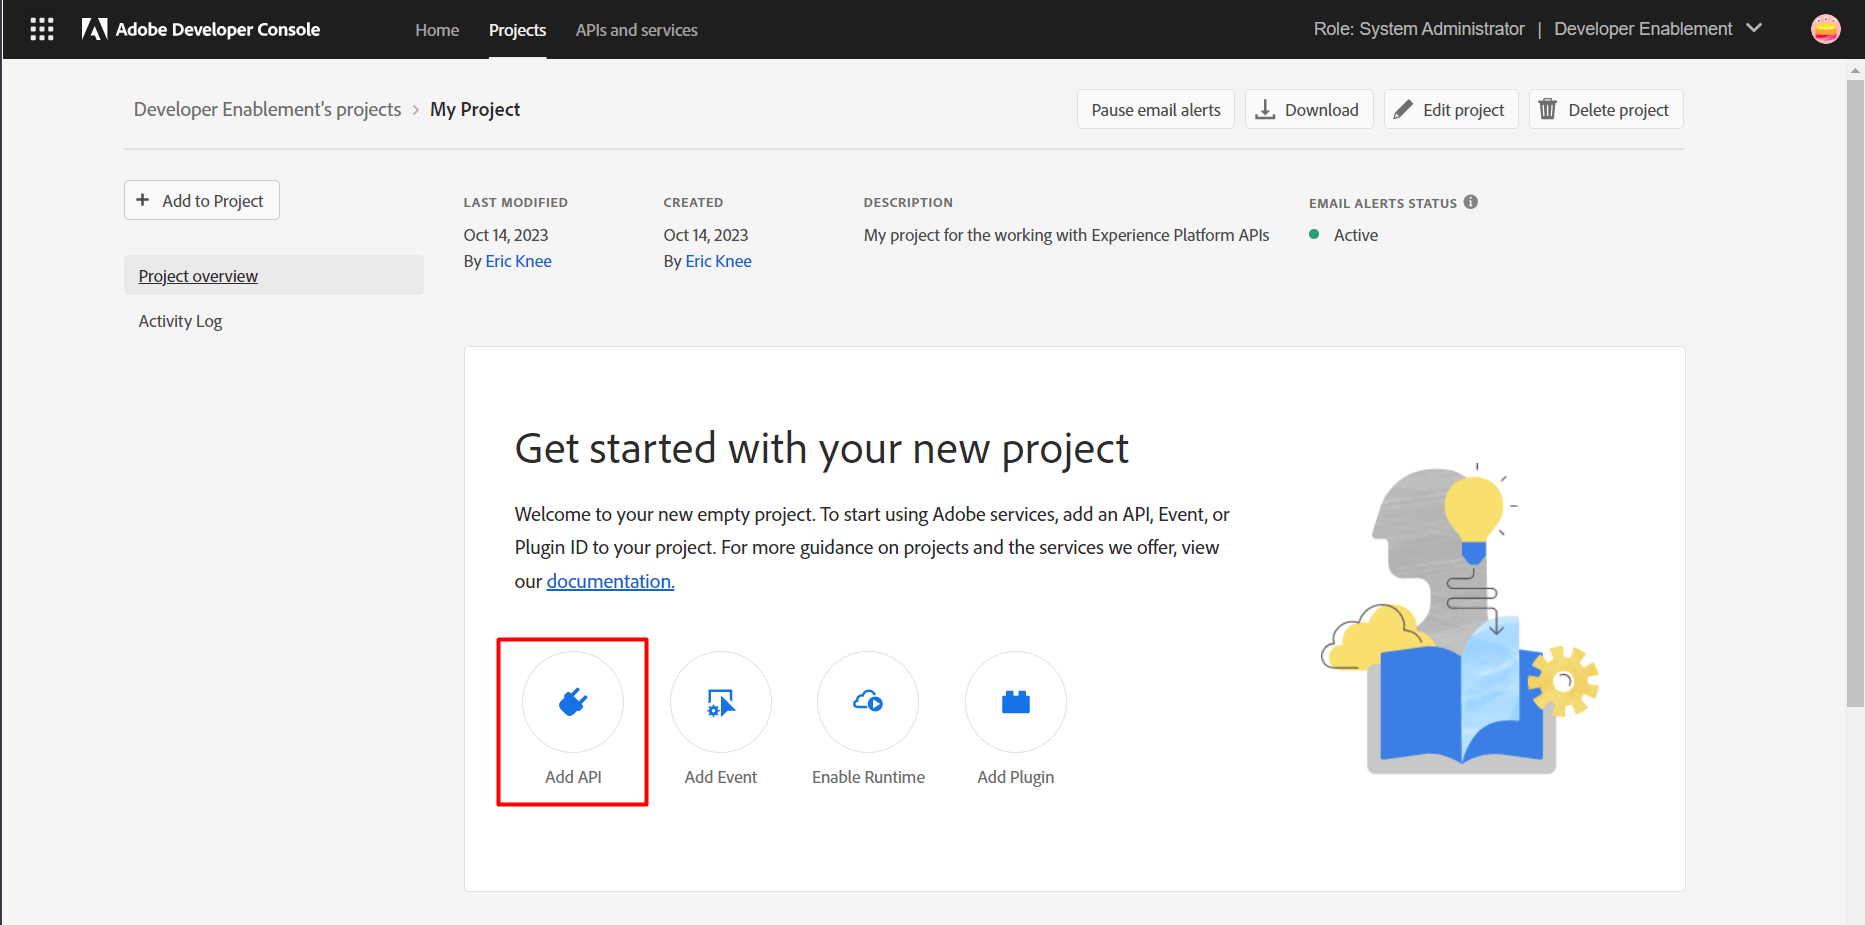 Adobe Developer Console
Home
Projects
APIs and services
Role: System Administrator | Developer Enablement
Developer Enablement's projects > My Project
Pause email alerts
Download
Edit project
Delete project
+ Add to Project
Project overview
Activity Log
LAST MODIFIED
Oct 14, 2023
By Eric Knee
CREATED
Oct 14, 2023
By Eric Knee
DESCRIPTION
My project for the working with Experience Platform APIs
EMAIL ALERTS STATUS
Active
Get started with your new project
Welcome to your new empty project. To start using Adobe services, add an API, Event, or
Plugin ID to your project. For more guidance on projects and the services we offer, view
our documentation.
Add API
Add Event
Enable Runtime
Add Plugin